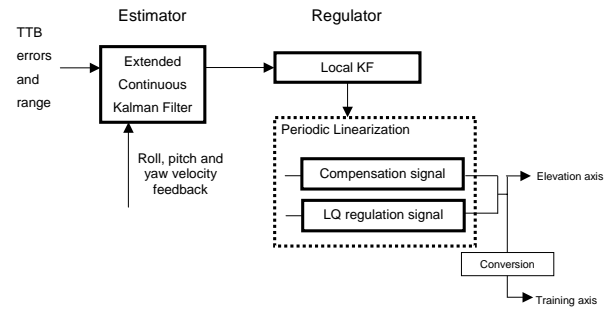 Estimator
Regulator
TTB
errors
and
range
Extended
Continuous
Kalman Filter
Local KF
Periodic Linearization
Roll, pitch and
yaw velocity
feedback
Compensation signal
LQ regulation signal
Elevation axis
Conversion
Training axis